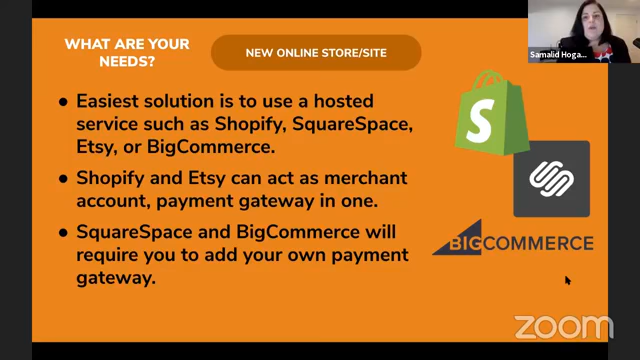 WHAT ARE YOUR
NEEDS?
NEW ONLINE STORE/SITE
Samalid Hoga...
Easiest solution is to use a hosted
service such as Shopify, SquareSpace,
Etsy, or BigCommerce.
Shopify and Etsy can act as merchant
account, payment gateway in one.
SquareSpace and BigCommerce will
require you to add your own payment
gateway.
S
BIGCOMMERCE
zoom